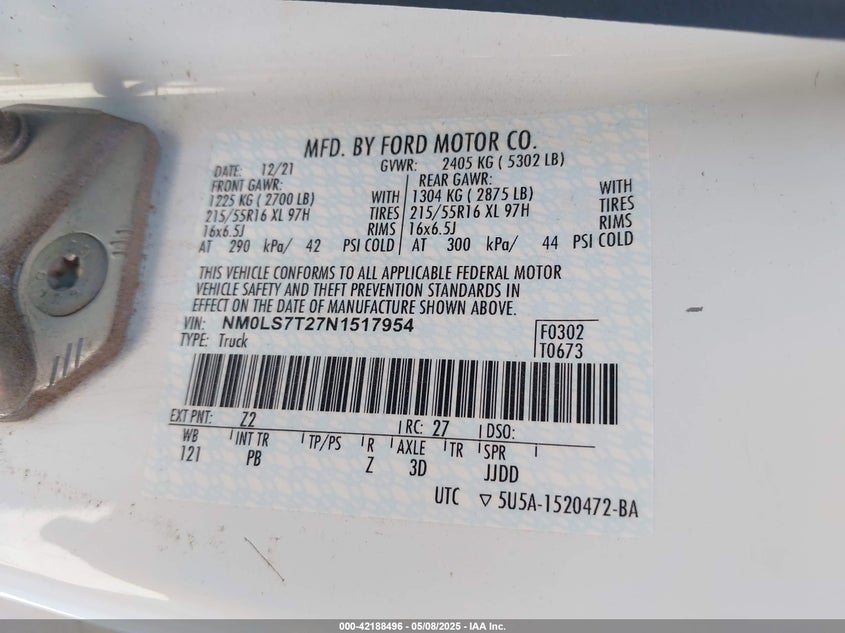 MFD. BY FORD MOTOR CO.
DATE: 12/21 GVWR: 2405 KG ( 5302 LB)
FRONT GAWR: REAR GAWR:
1225 KG ( 2700 LB) WITH 1304 KG ( 2875 LB) WITH
215/55R16 XL 97H TIRES 215/55R16 XL 97H TIRES
16x6.5J RIMS 16x6.5J RIMS
AT 290 kPa/ 42 PSI COLD AT 300 kPa/ 44 PSI COLD
THIS VEHICLE CONFORMS TO ALL APPLICABLE FEDERAL MOTOR
VEHICLE SAFETY AND THEFT PREVENTION STANDARDS IN
EFFECT ON THE DATE OF MANUFACTURE SHOWN ABOVE.
VIN: NM0LS7T27N1517954 F0302
TYPE: Truck T0673
EXT PNT: Z2 RC: 27 DSO:
WB INT TR TP/PS R AXLE TR SPR
121 PB Z 3D JJDD
UTC ▽ 5U5A-1520472-BA
000-42188496 - 05/08/2025 - IAA Inc.